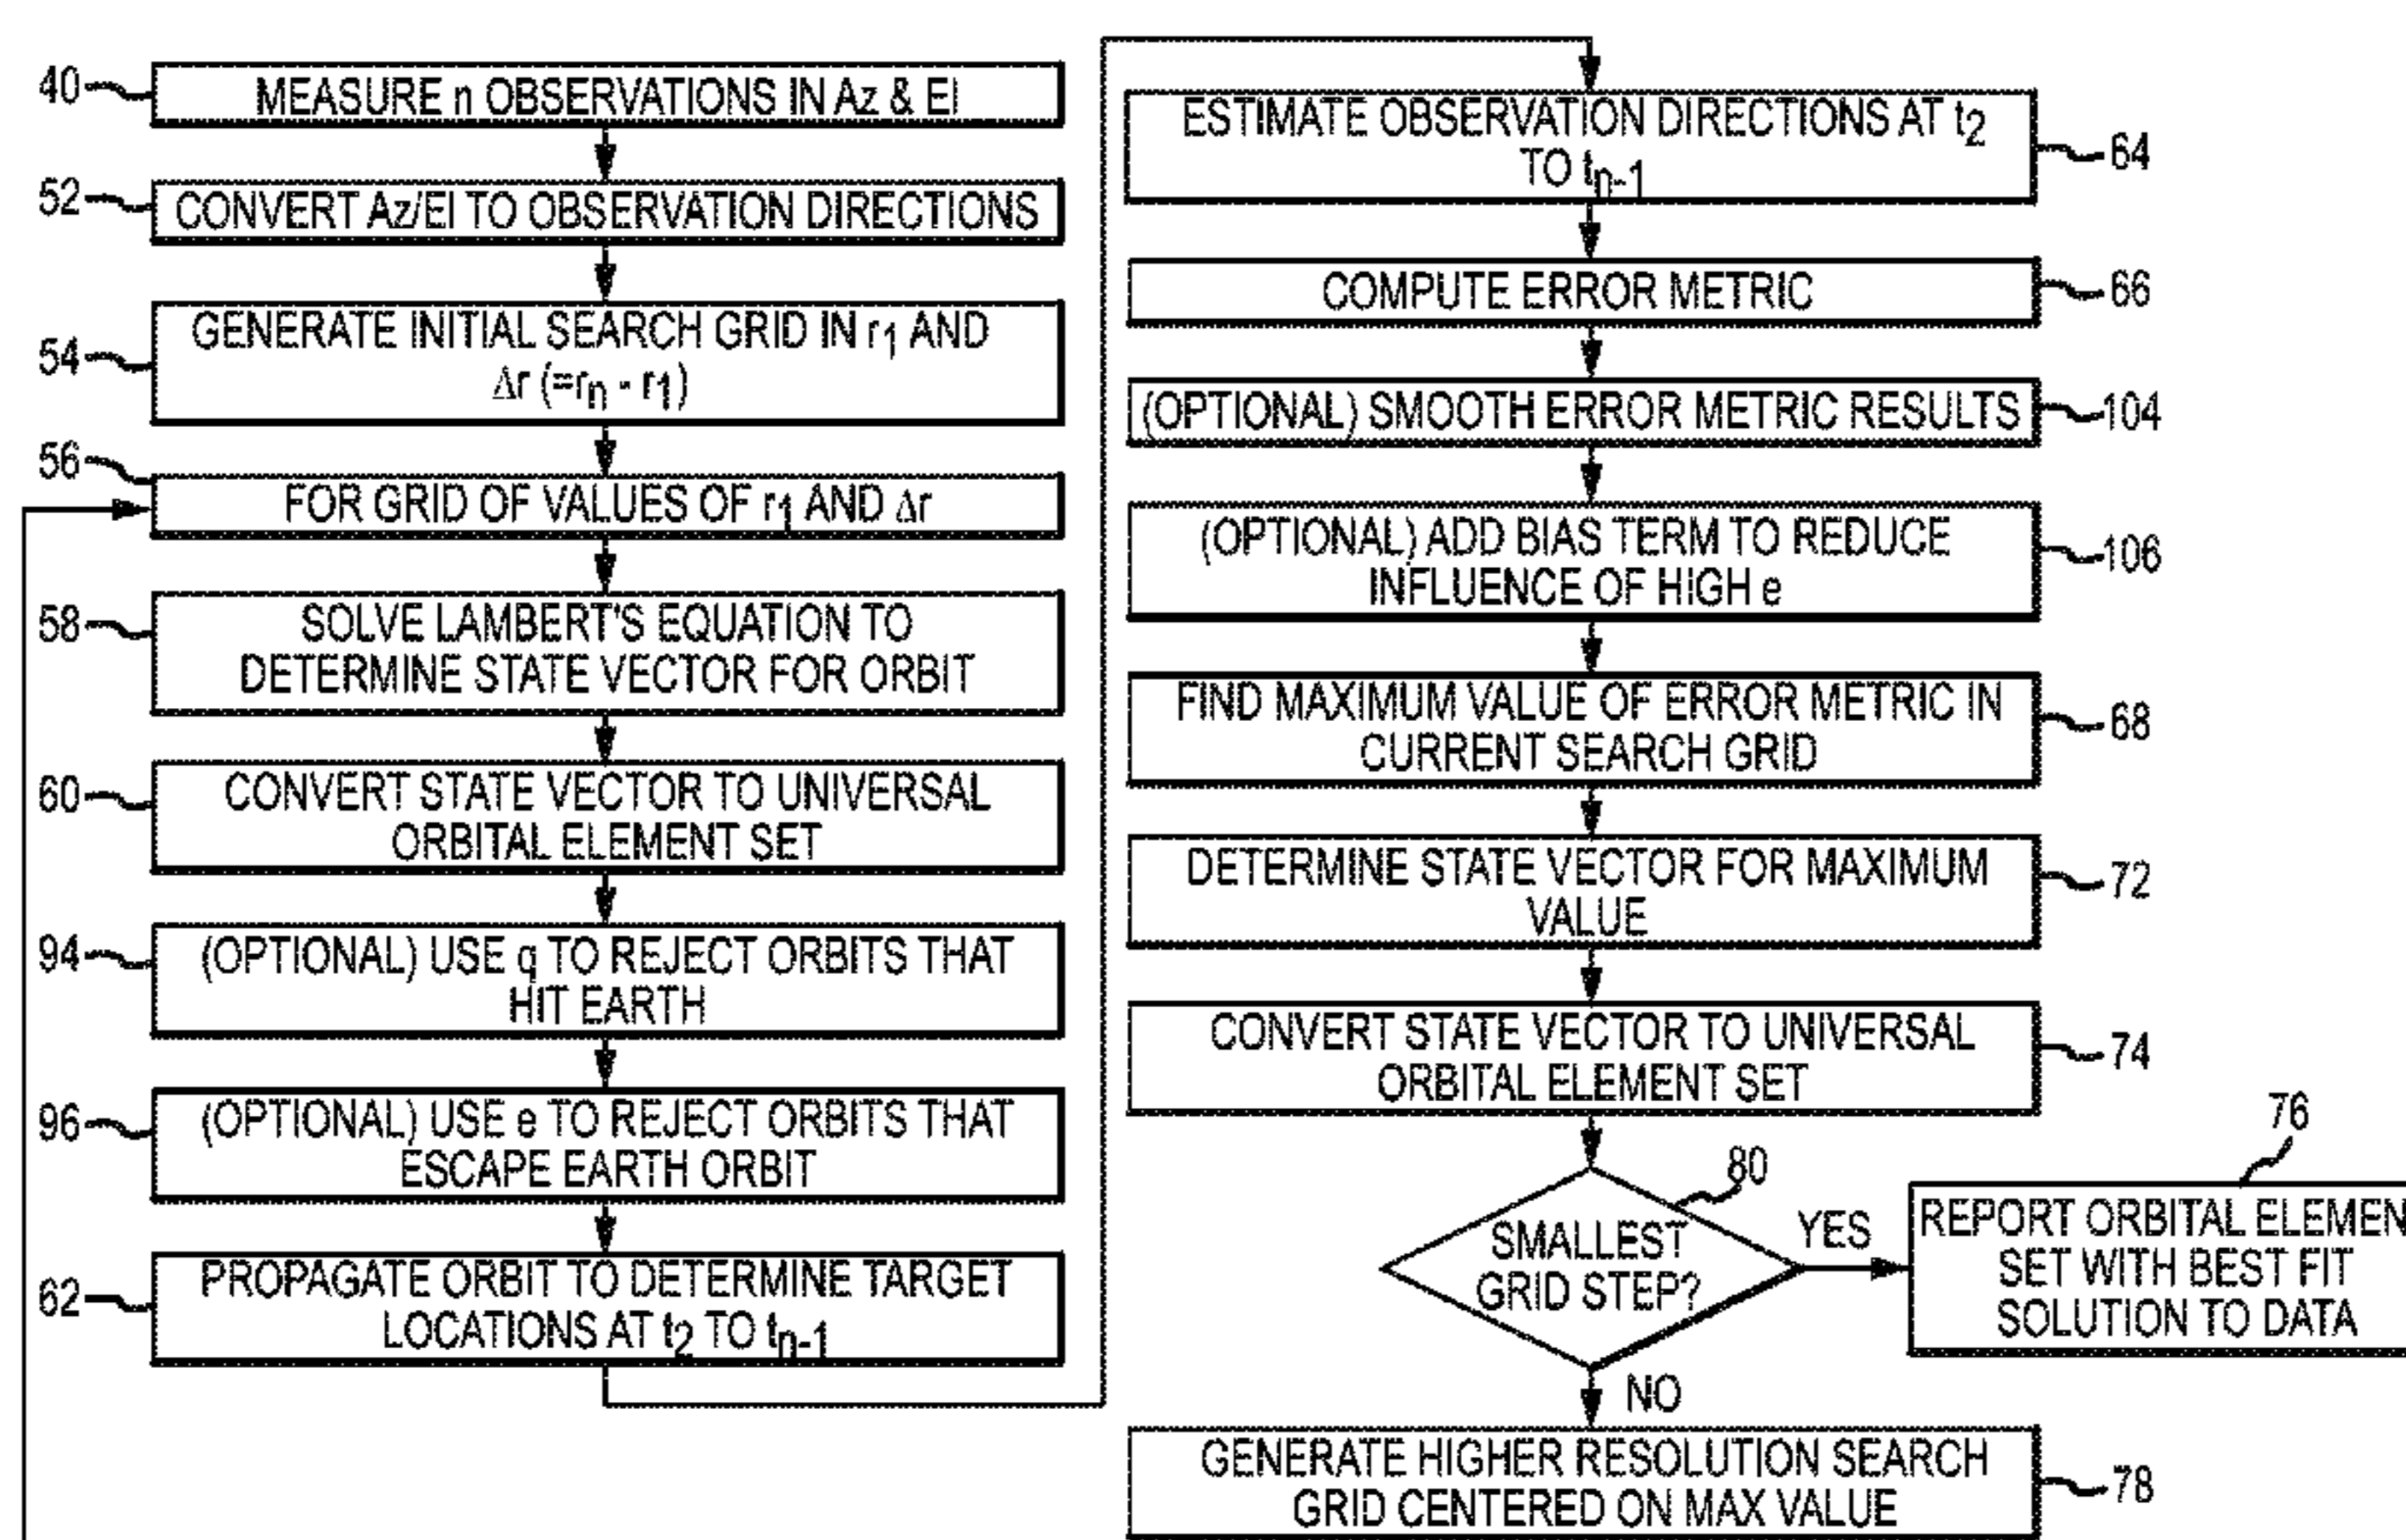 40
MEASURE n OBSERVATIONS IN Az & El
52
CONVERT Az/El TO OBSERVATION DIRECTIONS
54
GENERATE INITIAL SEARCH GRID IN r1 AND
Δr (=rn - r1)
56
FOR GRID OF VALUES OF r1 AND Δr
58
SOLVE LAMBERT'S EQUATION TO
DETERMINE STATE VECTOR FOR ORBIT
60
CONVERT STATE VECTOR TO UNIVERSAL
ORBITAL ELEMENT SET
94
(OPTIONAL) USE q TO REJECT ORBITS THAT
HIT EARTH
96
(OPTIONAL) USE e TO REJECT ORBITS THAT
ESCAPE EARTH ORBIT
62
PROPAGATE ORBIT TO DETERMINE TARGET
LOCATIONS AT t2 TO tn-1
ESTIMATE OBSERVATION DIRECTIONS AT t2
TO tn-1
64
COMPUTE ERROR METRIC
66
(OPTIONAL) SMOOTH ERROR METRIC RESULTS
104
(OPTIONAL) ADD BIAS TERM TO REDUCE
INFLUENCE OF HIGH e
106
FIND MAXIMUM VALUE OF ERROR METRIC IN
CURRENT SEARCH GRID
68
DETERMINE STATE VECTOR FOR MAXIMUM
VALUE
72
CONVERT STATE VECTOR TO UNIVERSAL
ORBITAL ELEMENT SET
74
80
SMALLEST
GRID STEP?
YES
76
REPORT ORBITAL ELEMEN
SET WITH BEST FIT
SOLUTION TO DATA
NO
GENERATE HIGHER RESOLUTION SEARCH
GRID CENTERED ON MAX VALUE
78